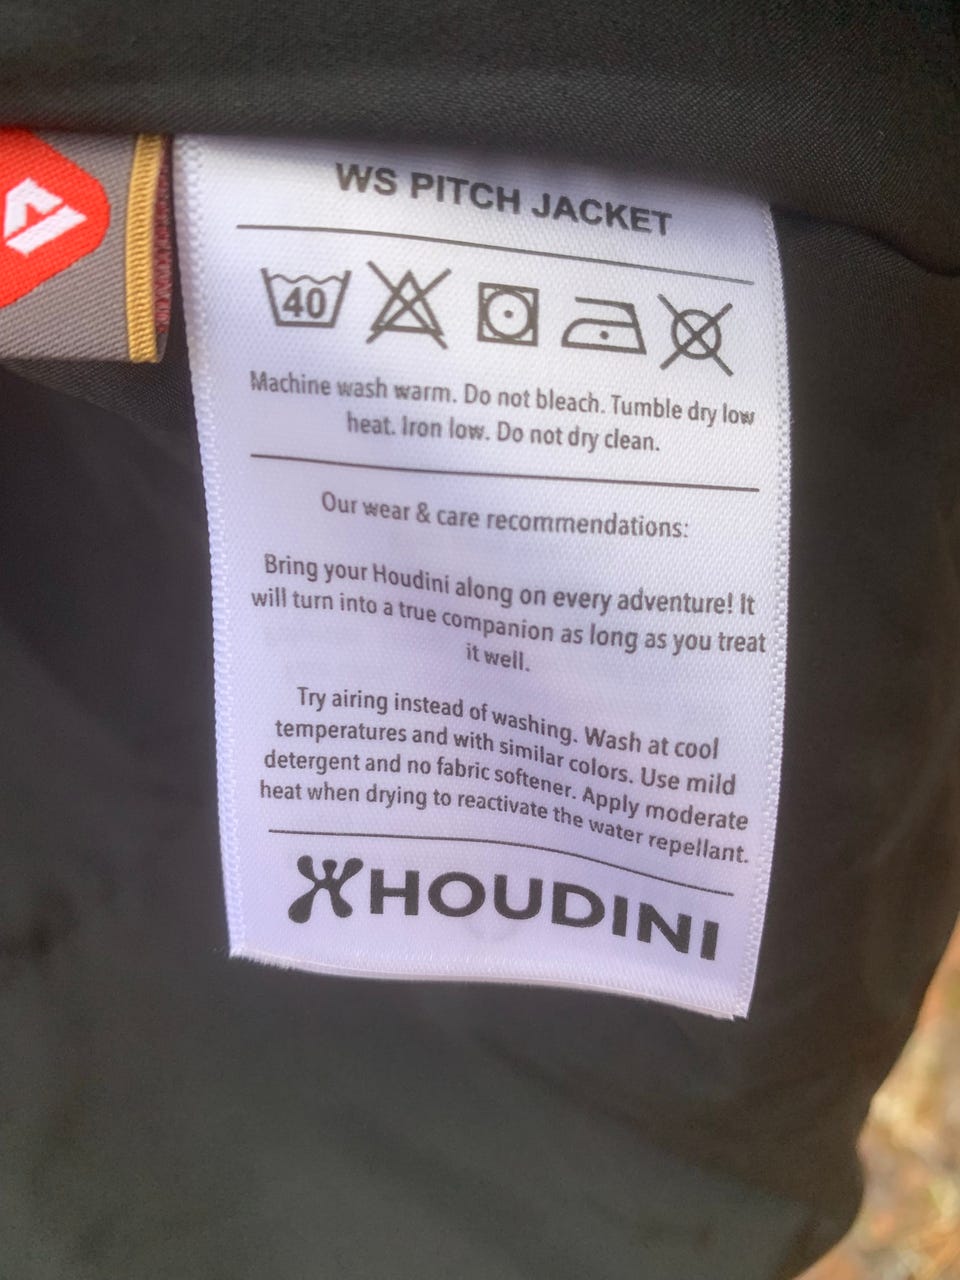 WS PITCH JACKET
40
Machine wash warm. Do not bleach. Tumble dry low
heat. Iron low. Do not dry clean.
Our wear & care recommendations:
Bring your Houdini along on every adventure! It
will turn into a true companion as long as you treat
it well.
Try airing instead of washing. Wash at cool
temperatures and with similar colors. Use mild
detergent and no fabric softener. Apply moderate
heat when drying to reactivate the water repellant.
HOUDINI